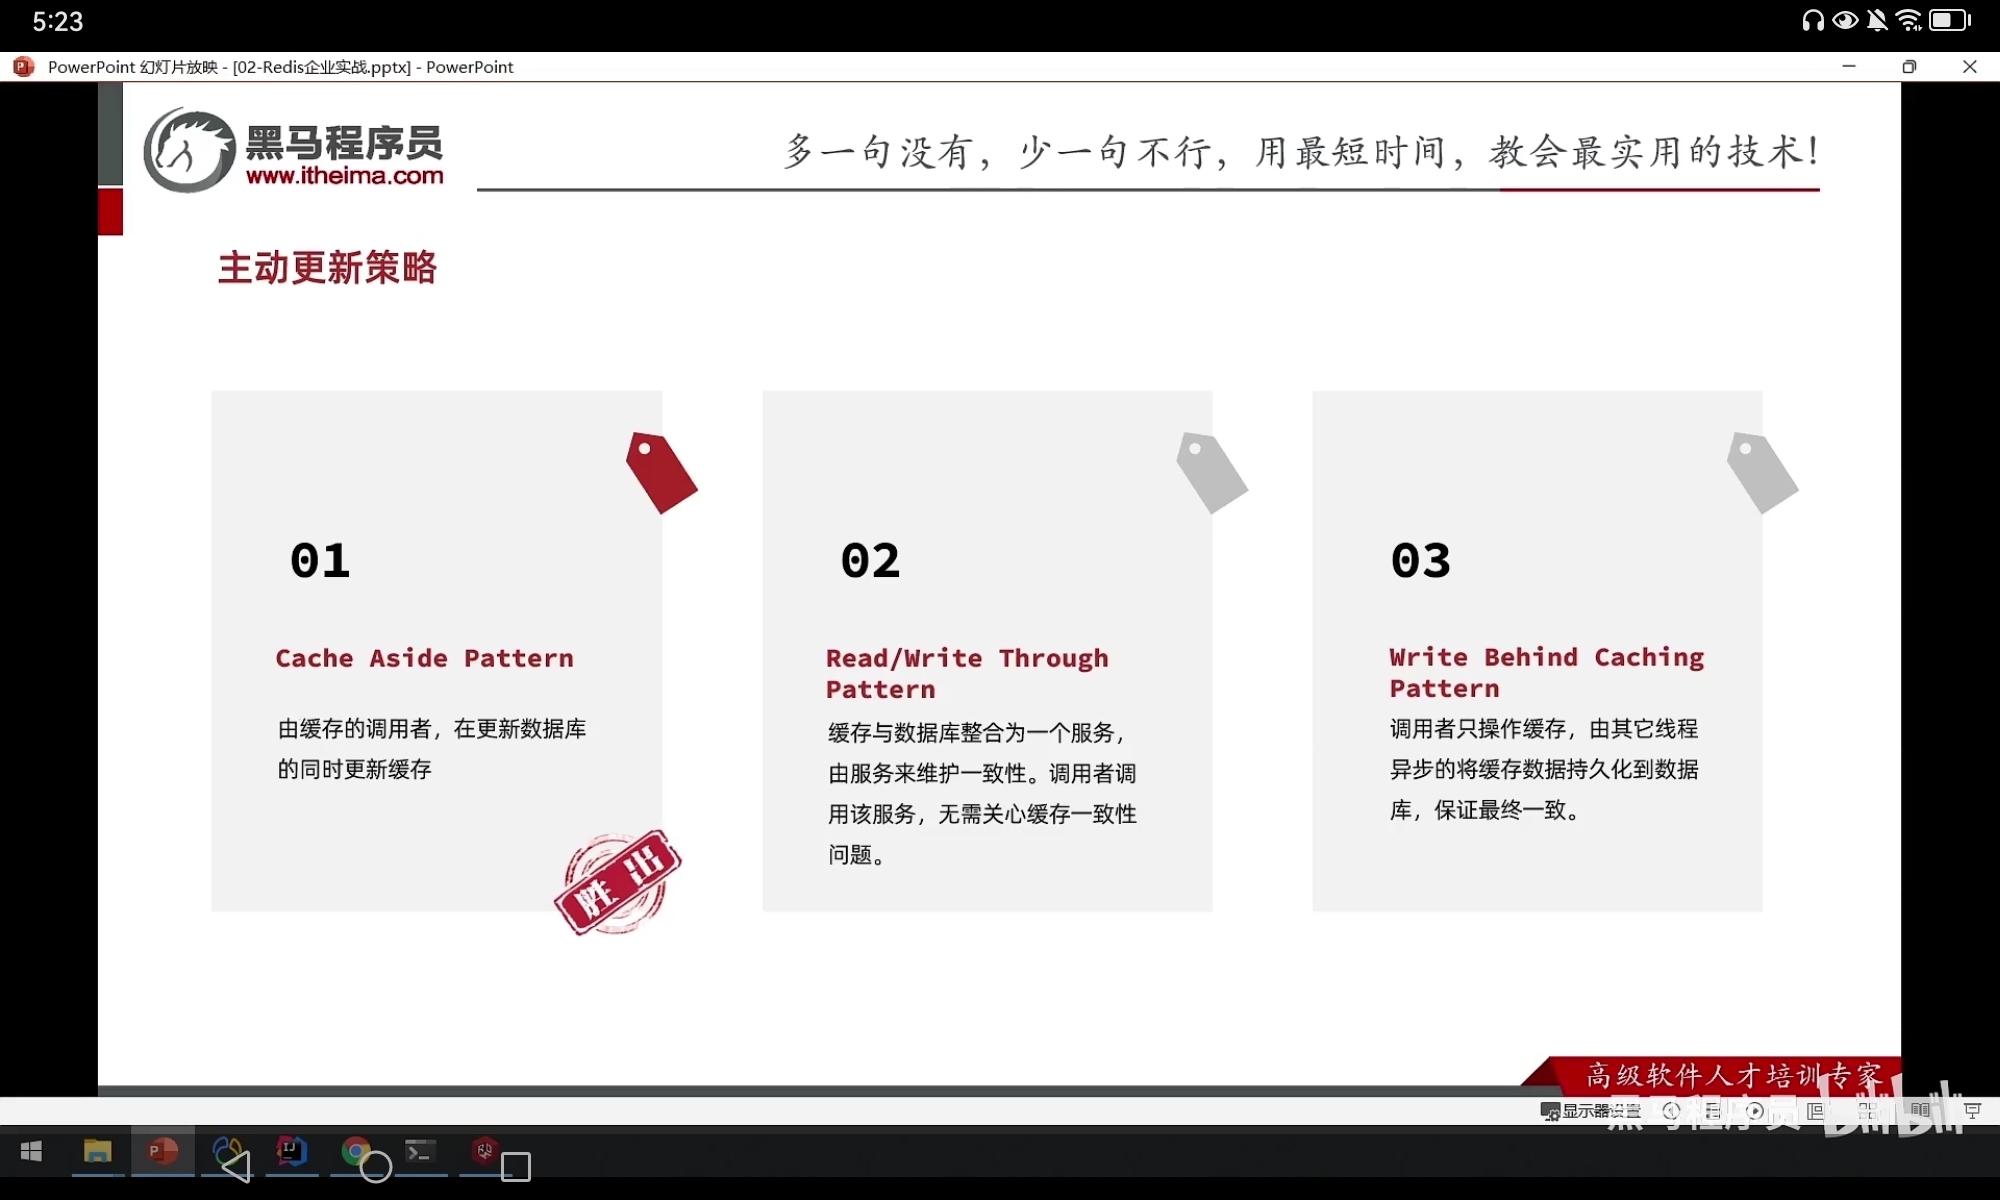 5:23
PowerPoint 幻灯片放映 - [02-Redis企业实战.pptx] - PowerPoint
黑马程序员
www.itheima.com
多一句没有，少一句不行，用最短时间，教会最实用的技术！
主动更新策略
01
Cache Aside Pattern
由缓存的调用者，在更新数据库
的同时更新缓存
胜出
02
Read/Write Through
Pattern
缓存与数据库整合为一个服务，
由服务来维护一致性。调用者调
用该服务，无需关心缓存一致性
问题。
03
Write Behind Caching
Pattern
调用者只操作缓存，由其它线程
异步的将缓存数据持久化到数据
库，保证最终一致。
高级软件人才培训专家
显示器设置
黑马程序员 bilibili